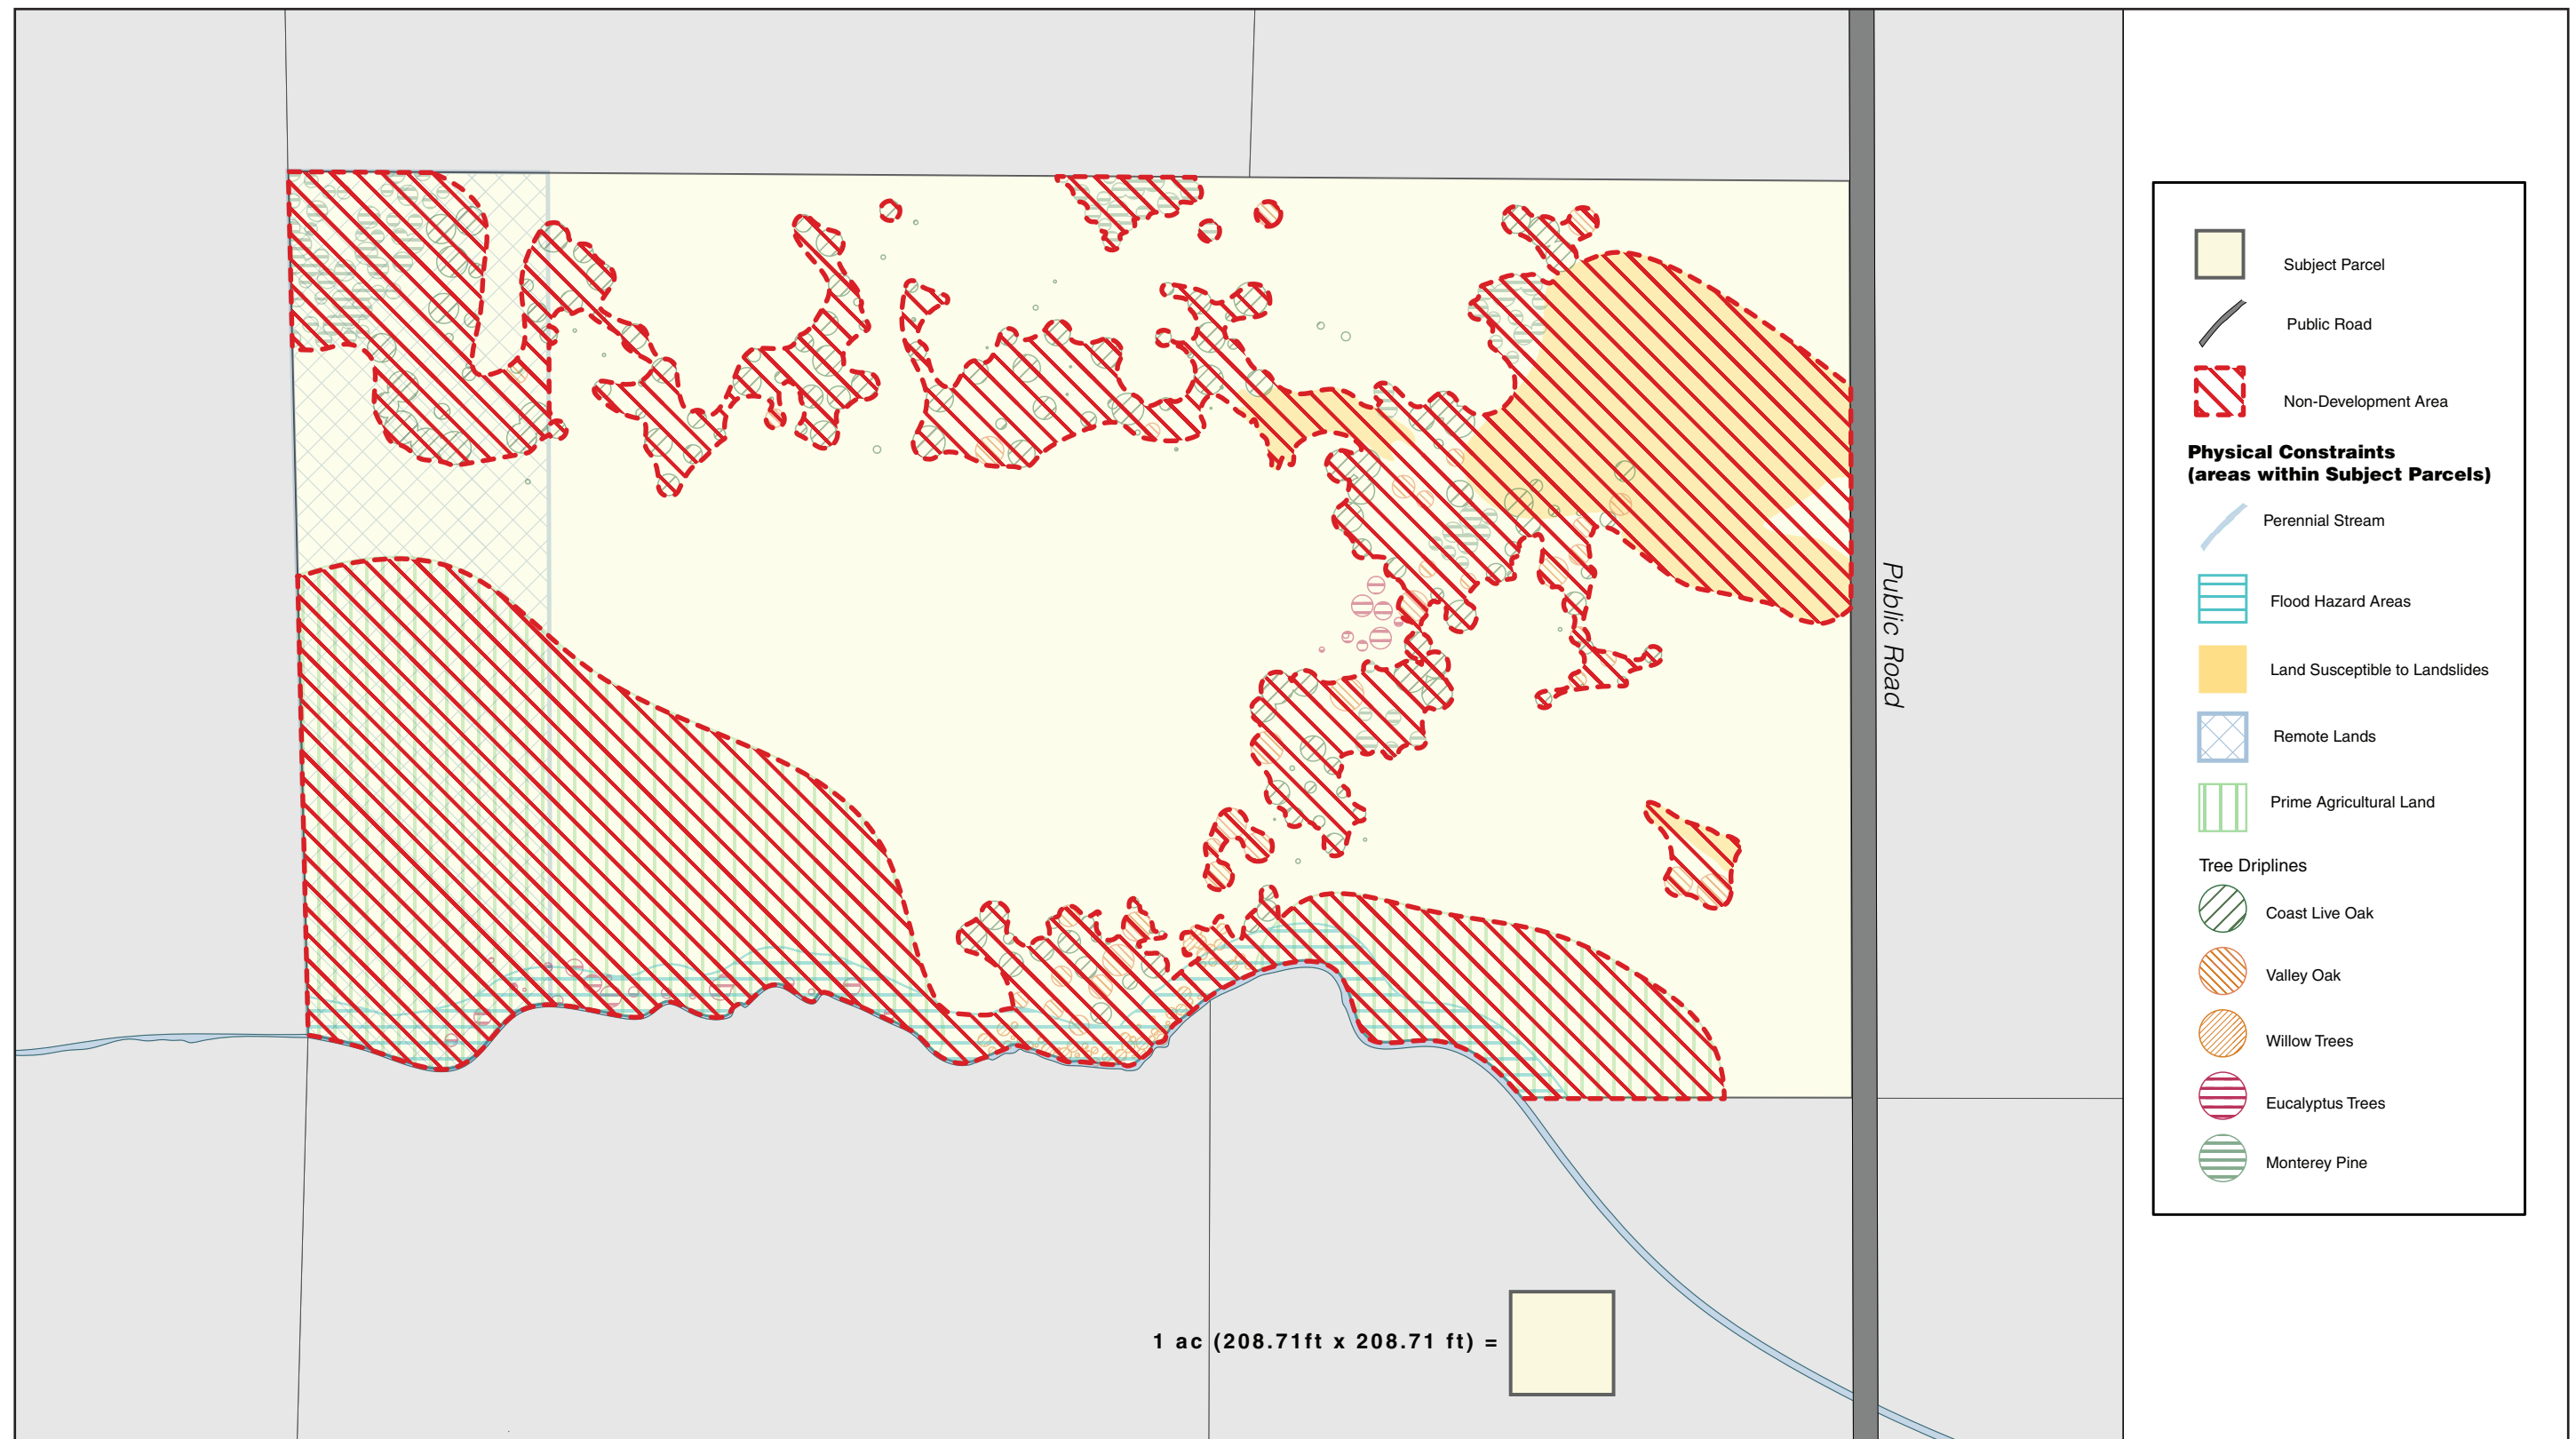 Public Road
1 ac (208.71ft x 208.71 ft) =
Subject Parcel
Public Road
Non-Development Area
Physical Constraints
(areas within Subject Parcels)
Perennial Stream
Flood Hazard Areas
Land Susceptible to Landslides
Remote Lands
Prime Agricultural Land
Tree Driplines
Coast Live Oak
Valley Oak
Willow Trees
Eucalyptus Trees
Monterey Pine